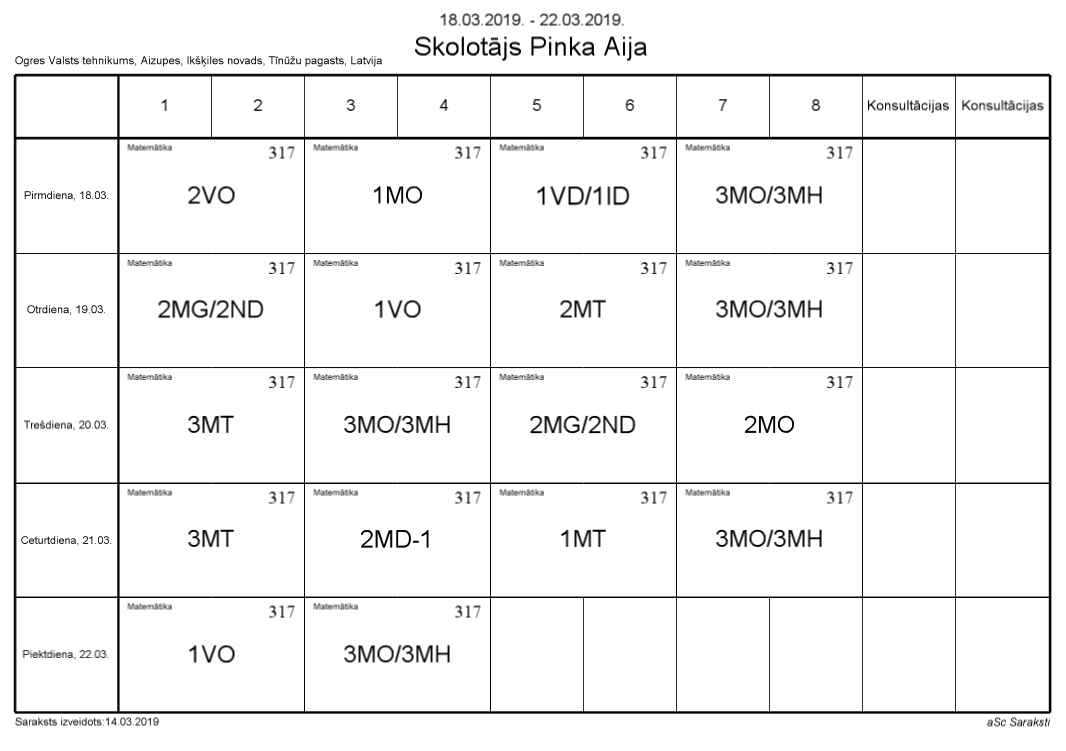 18.03.2019. - 22.03.2019.
Skolotājs Pinka Aija
Ogres Valsts tehnikums, Aizupes, Ikšķiles novads, Tīnūžu pagasts, Latvija
1 2 3 4 5 6 7 8 Konsultācijas Konsultācijas
Matemātika 317 Matemātika 317 Matemātika 317 Matemātika 317
Pirmdiena, 18.03. 2VO 1MO 1VD/1ID 3MO/3MH
Matemātika 317 Matemātika 317 Matemātika 317 Matemātika 317
Otrdiena, 19.03. 2MG/2ND 1VO 2MT 3MO/3MH
Matemātika 317 Matemātika 317 Matemātika 317 Matemātika 317
Trešdiena, 20.03. 3MT 3MO/3MH 2MG/2ND 2MO
Matemātika 317 Matemātika 317 Matemātika 317 Matemātika 317
Ceturtdiena, 21.03. 3MT 2MD-1 1MT 3MO/3MH
Matemātika 317 Matemātika 317
Piektdiena, 22.03. 1VO 3MO/3MH
Saraksts izveidots:14.03.2019 aSc Saraksti